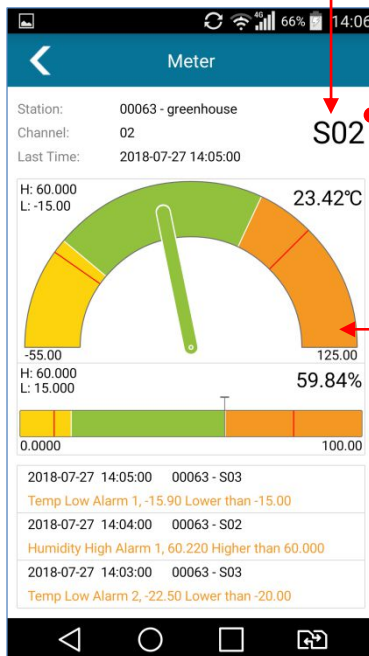 4G 66% 14:06
Meter
Station: 00063 - greenhouse
Channel: 02
S02
Last Time: 2018-07-27 14:05:00
H: 60.000
L: -15.00
23.42℃
-55.00 125.00
H: 60.000
L: 15.000
59.84%
0.0000 100.00
2018-07-27 14:05:00 00063 - S03
Temp Low Alarm 1, -15.90 Lower than -15.00
2018-07-27 14:04:00 00063 - S02
Humidity High Alarm 1, 60.220 Higher than 60.000
2018-07-27 14:03:00 00063 - S03
Temp Low Alarm 2, -22.50 Lower than -20.00